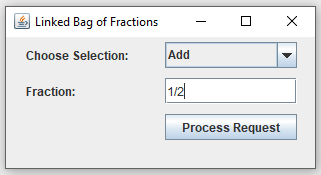 Linked Bag of Fractions
Choose Selection: Add
Fraction: 1/2
Process Request